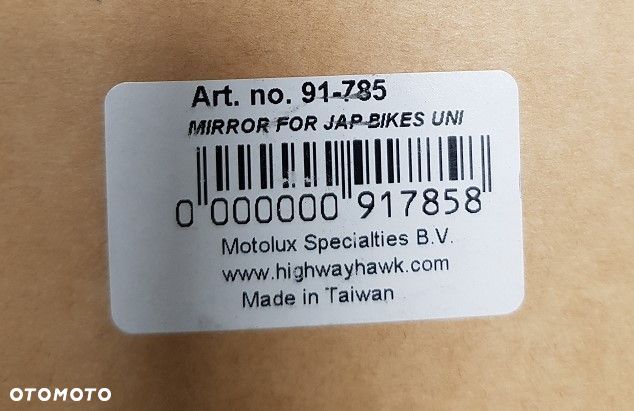 Art. no. 91-785
MIRROR FOR JAP BIKES UNI
0 000000 917858
Motolux Specialties B.V.
www.highwayhawk.com
Made in Taiwan
OTOMOTO